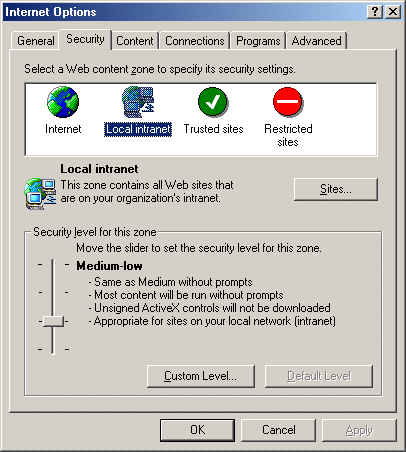 Internet Options
General Security Content Connections Programs Advanced
Select a Web content zone to specify its security settings.
Internet Local intranet Trusted sites Restricted
sites
Local intranet
This zone contains all Web sites that
are on your organization's intranet.
Sites...
Security level for this zone
Move the slider to set the security level for this zone.
Medium-low
- Same as Medium without prompts
- Most content will be run without prompts
- Unsigned ActiveX controls will not be downloaded
- Appropriate for sites on your local network (intranet)
Custom Level... Default Level
OK Cancel Apply